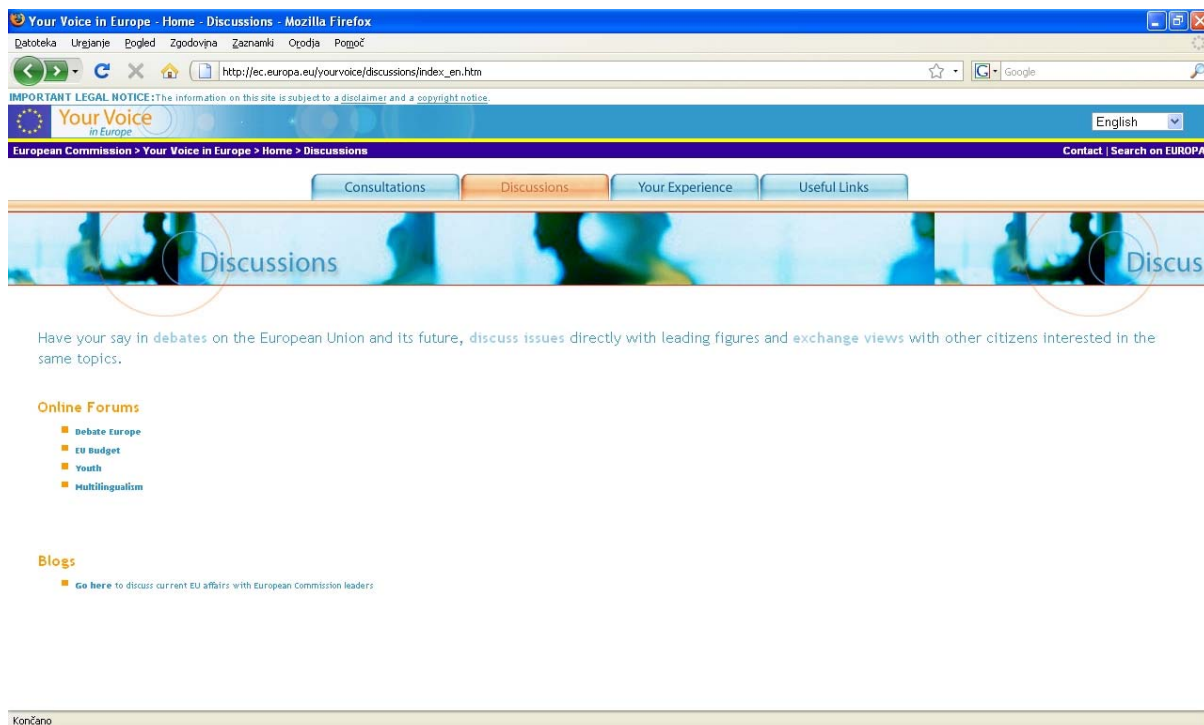 Your Voice in Europe - Home - Discussions - Mozilla Firefox
Datoteka Urejanje Pogled Zgodovina Zaznamki Orodja Pomoč
http://ec.europa.eu/yourvoice/discussions/index_en.htm
G Google
IMPORTANT LEGAL NOTICE: The information on this site is subject to a disclaimer and a copyright notice.
Your Voice
in Europe
English
European Commission > Your Voice in Europe > Home > Discussions
Contact | Search on EUROPA
Consultations Discussions Your Experience Useful Links
Discussions
Discus
Have your say in debates on the European Union and its future, discuss issues directly with leading figures and exchange views with other citizens interested in the
same topics.
Online Forums
Debate Europe
EU Budget
Youth
Multilingualism
Blogs
Go here to discuss current EU affairs with European Commission leaders
Končano